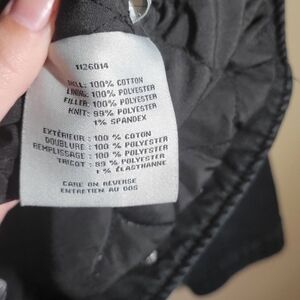 1126014
SHELL: 100% COTTON
LINING: 100% POLYESTER
FILLER: 100% POLYESTER
KNIT: 99% POLYESTER
1% SPANDEX
EXTÉRIEUR : 100 % COTON
DOUBLURE : 100 % POLYESTER
REMPLISSAGE : 100 % POLYESTER
TRICOT : 99 % POLYESTER
1 % ÉLASTHANNE
CARE ON REVERSE
ENTRETIEN AU DOS